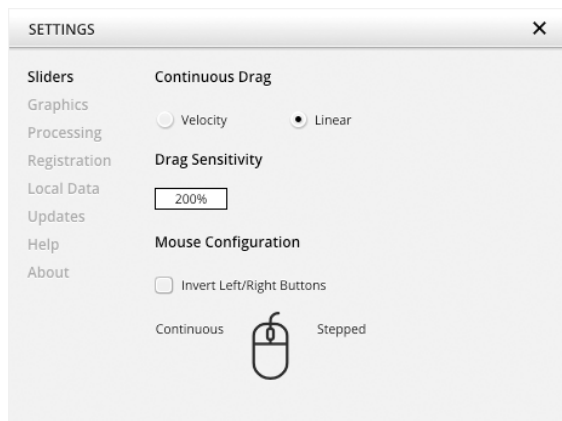 SETTINGS
Sliders
Graphics
Processing
Registration
Local Data
Updates
Help
About
Continuous Drag
Velocity
Linear
Drag Sensitivity
200%
Mouse Configuration
Invert Left/Right Buttons
Continuous
Stepped